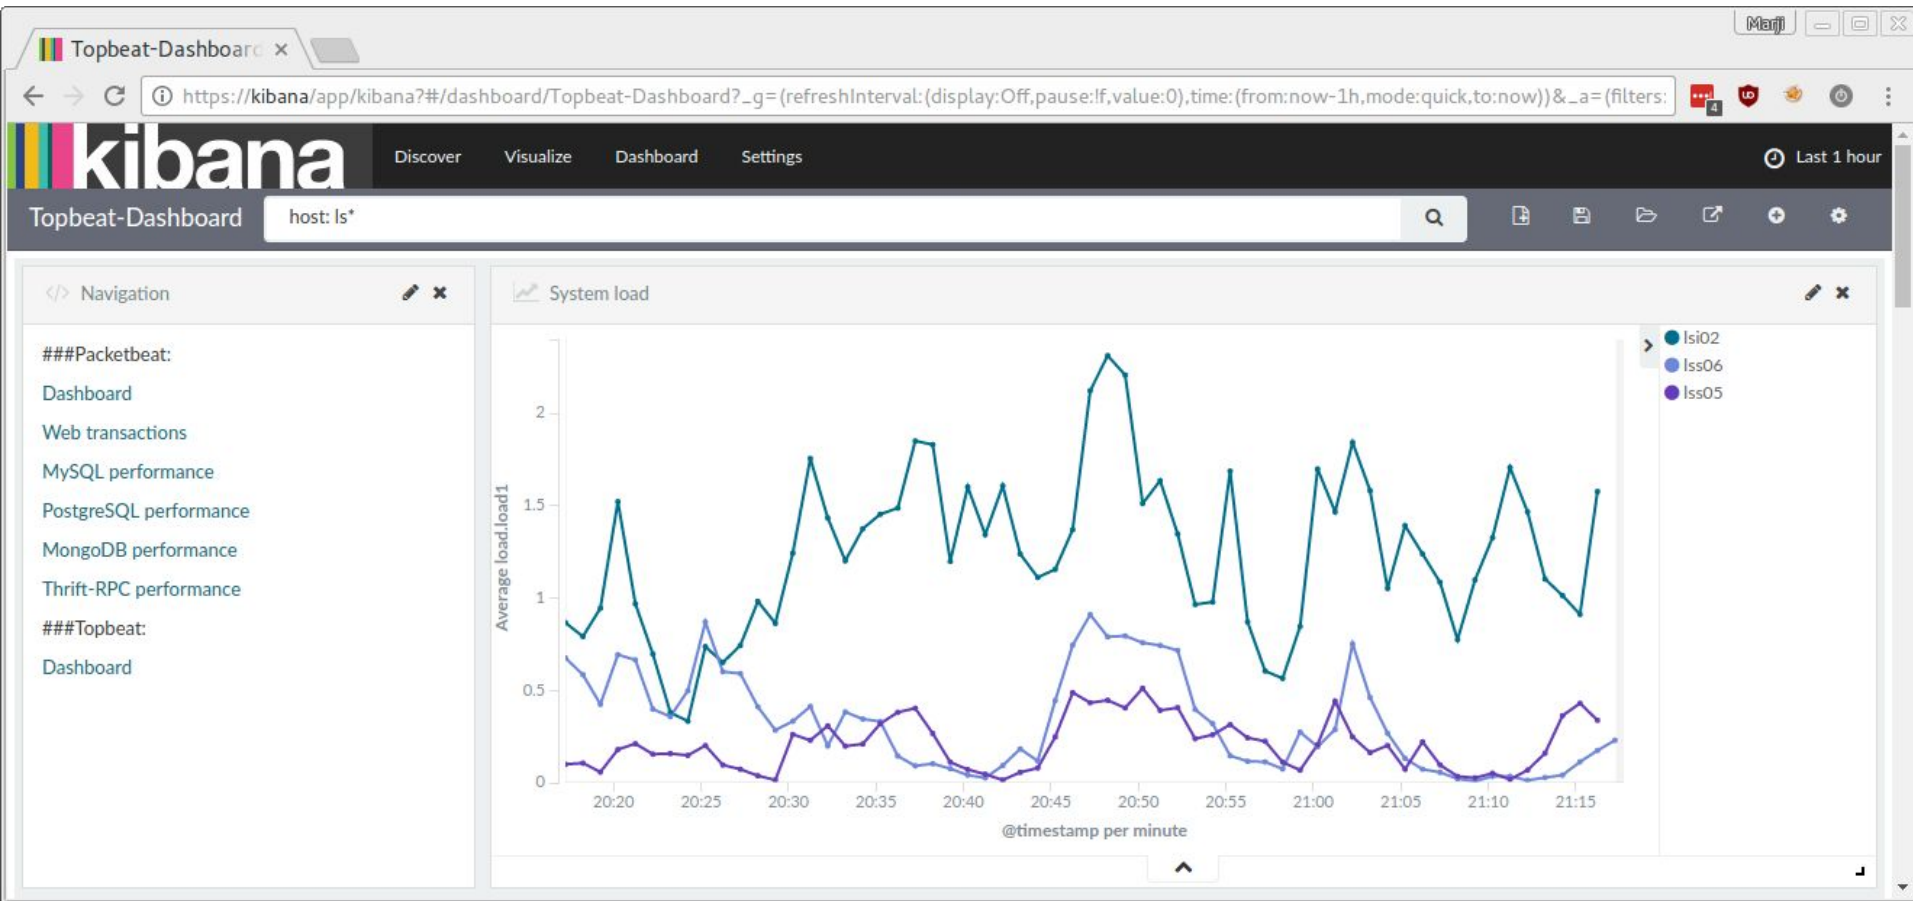 Marji
Topbeat-Dashboard
https://kibana/app/kibana?#/dashboard/Topbeat-Dashboard?_g=(refreshInterval:(display:Off,pause:!f,value:0),time:(from:now-1h,mode:quick,to:now))&_a=(filters:
4
kibana Discover Visualize Dashboard Settings Last 1 hour
Topbeat-Dashboard host: ls*
Navigation
System load
###Packetbeat:
Dashboard
Web transactions
MySQL performance
PostgreSQL performance
MongoDB performance
Thrift-RPC performance
###Topbeat:
Dashboard
Average load.load1
2
1.5
1
0.5
0
20:20 20:25 20:30 20:35 20:40 20:45 20:50 20:55 21:00 21:05 21:10 21:15
@timestamp per minute
lsi02
lss06
lss05